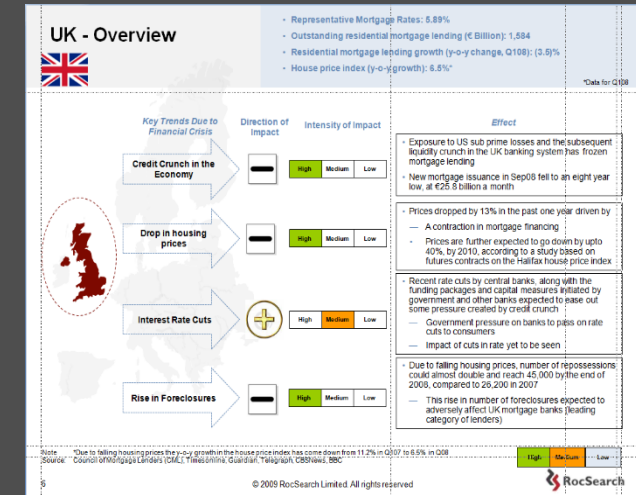 UK - Overview
- Representative Mortgage Rates: 5.89%
- Outstanding residential mortgage lending (€ Billion): 1,584
- Residential mortgage lending growth (y-o-y change, Q108): (3.5)%
- House price index (y-o-y growth): 6.5%*
*Data for Q108
Key Trends Due to
Financial Crisis
Direction of
Impact
Intensity of Impact
Effect
Credit Crunch in the
Economy
High Medium Low
- Exposure to US sub prime losses and the subsequent
liquidity crunch in the UK banking system has frozen
mortgage lending
- New mortgage issuance in Sep08 fell to an eight year
low, at €25.8 billion a month
Drop in housing
prices
High Medium Low
- Prices dropped by 13% in the past one year driven by
— A contraction in mortgage financing
- Prices are further expected to go down by upto
40%, by 2010, according to a study based on
futures contracts on the Halifax house price index
Interest Rate Cuts
High Medium Low
- Recent rate cuts by central banks, along with the
funding packages and capital measures initiated by
government and other banks expected to ease out
some pressure created by credit crunch
— Government pressure on banks to pass on rate
cuts to consumers
— Impact of cuts in rate yet to be seen
Rise in Foreclosures
High Medium Low
- Due to falling housing prices, number of repossessions
could almost double and reach 45,000 by the end of
2008, compared to 26,200 in 2007
— This rise in number of foreclosures expected to
adversely affect UK mortgage banks (leading
category of lenders)
Note *Due to falling housing prices the y-o-y growth in the house price index has come down from 11.2% in Q107 to 6.5% in Q08
Source: Council of Mortgage Lenders (CML), Timesonline, Guardian, Telegraph, CBSNews, BBC
High Medium Low
6
© 2009 RocSearch Limited. All rights reserved
RocSearch